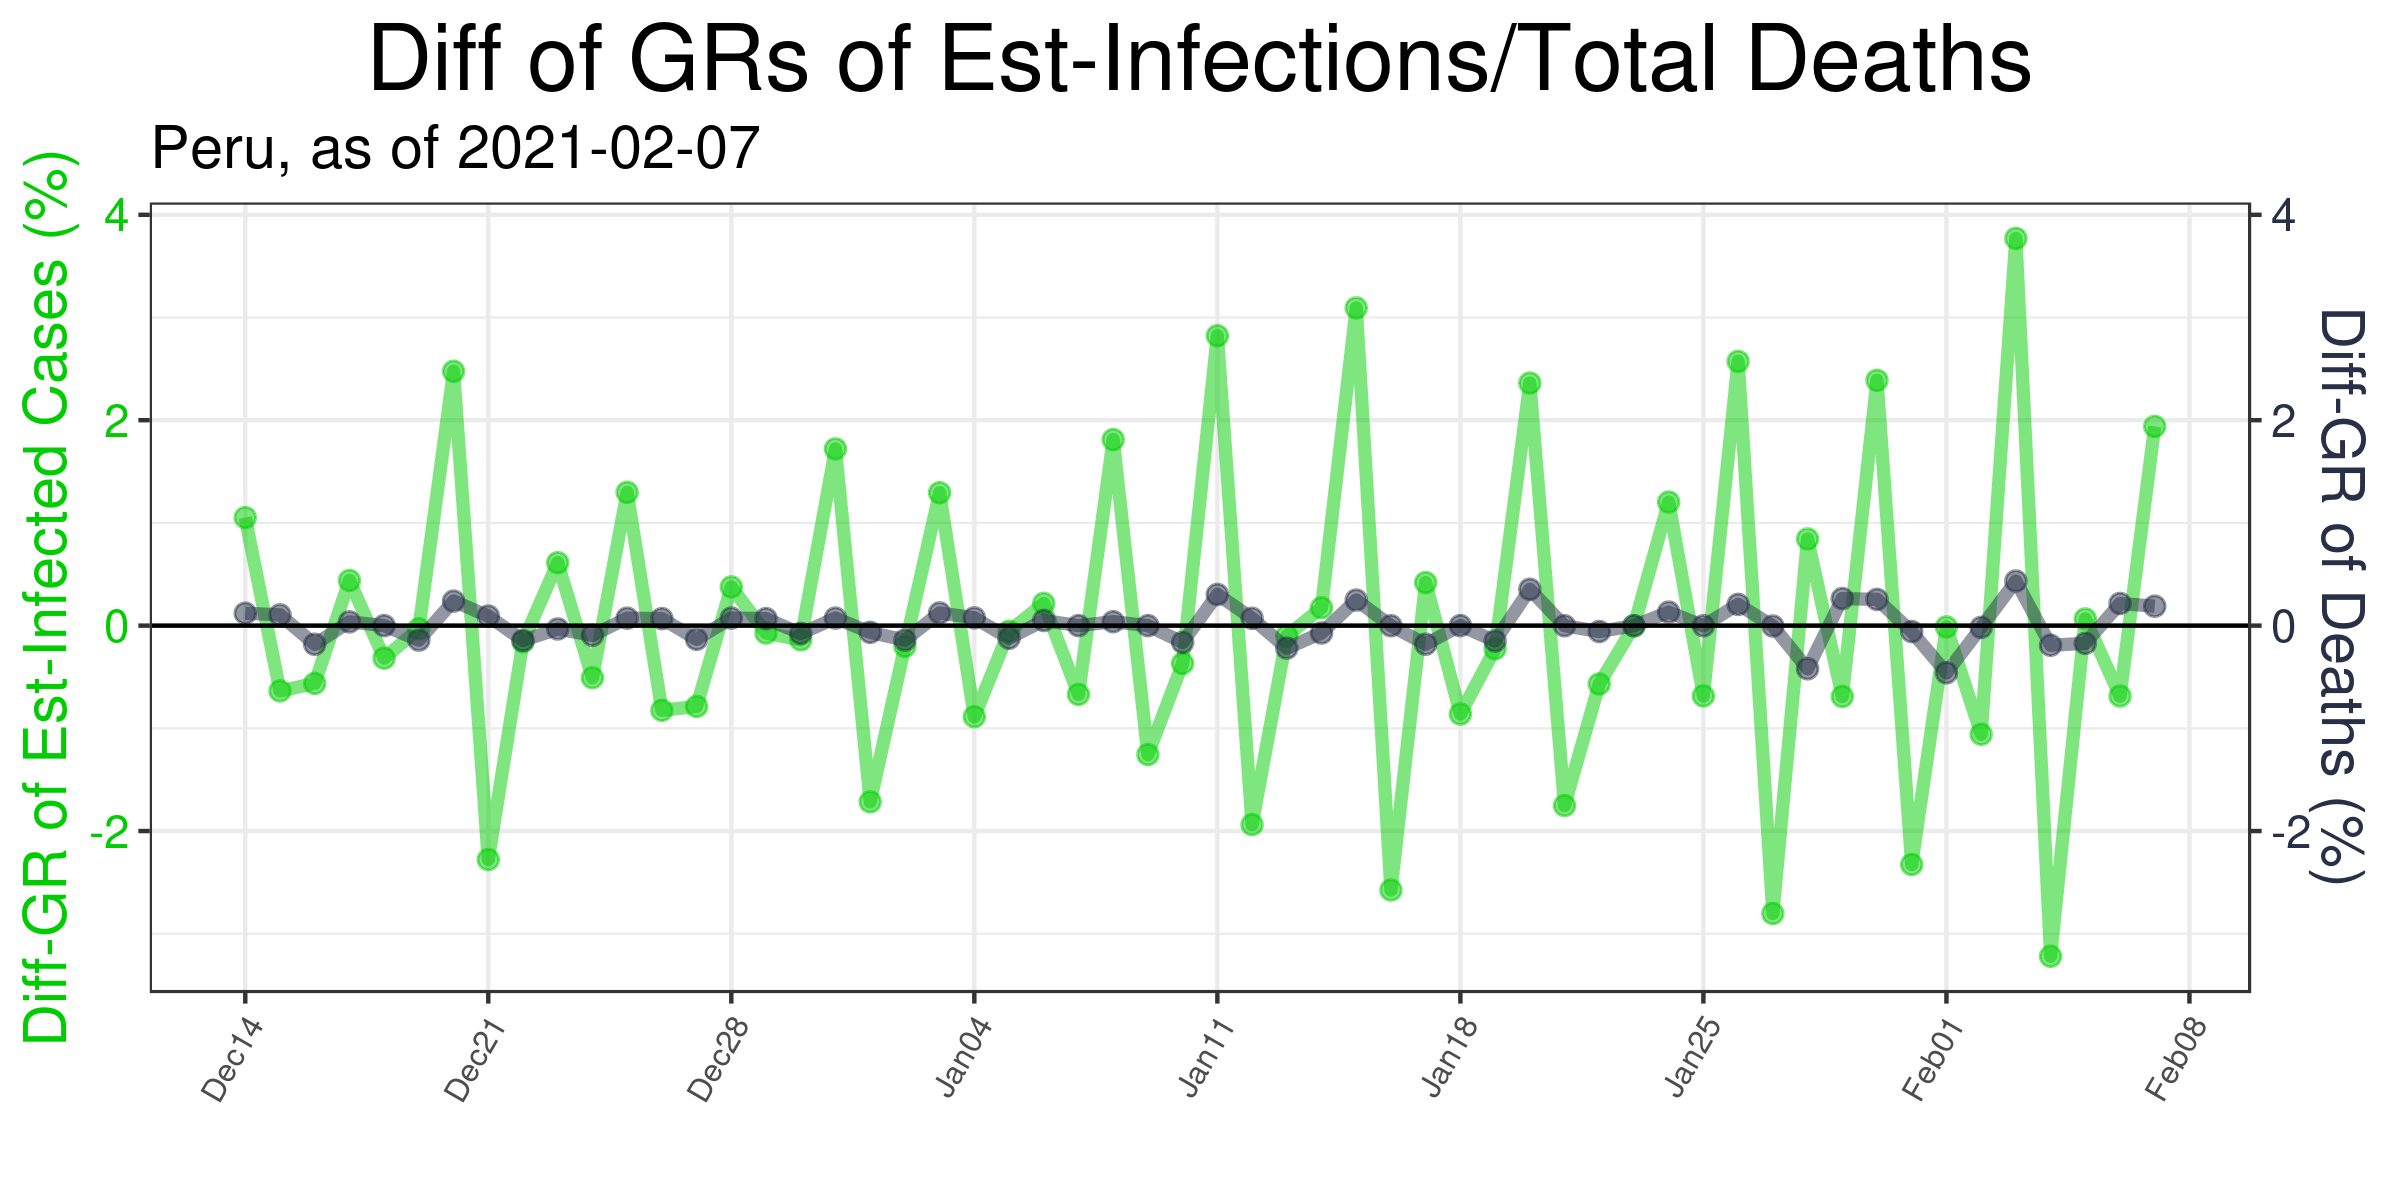 Diff of GRs of Est-Infections/Total Deaths
Peru, as of 2021-02-07
Diff-GR of Est-Infected Cases (%)
4
2
0
-2
4
2
0
-2
Diff-GR of Deaths (%)
Dec14
Dec21
Dec28
Jan04
Jan11
Jan18
Jan25
Feb01
Feb08